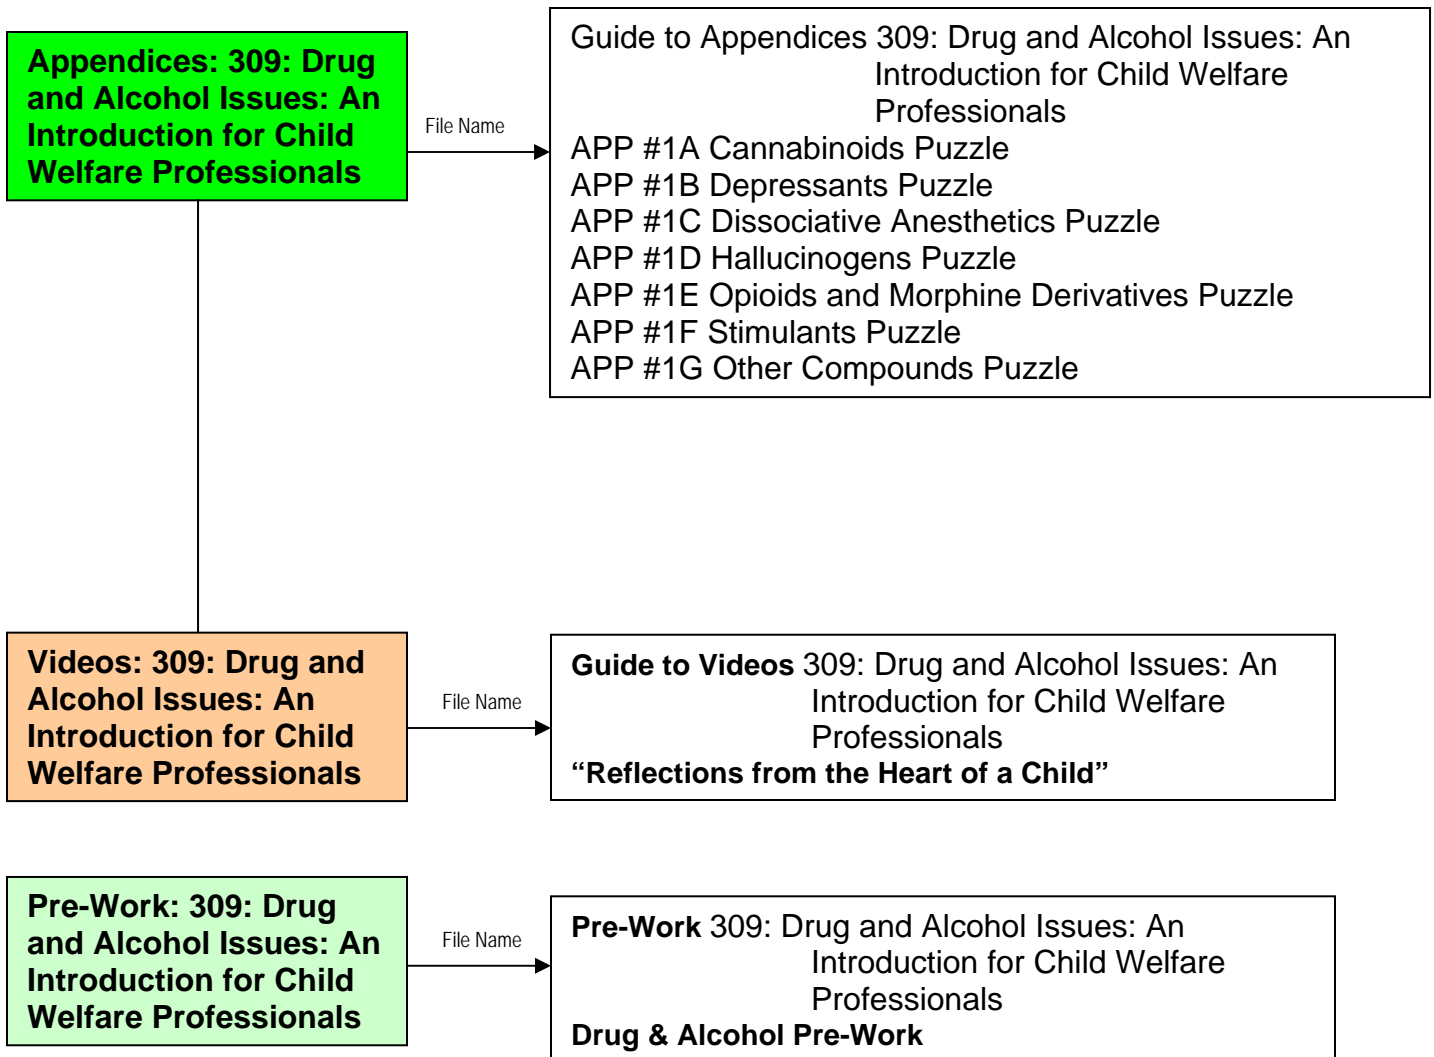 Appendices: 309: Drug
and Alcohol Issues: An
Introduction for Child
Welfare Professionals
File Name
Guide to Appendices 309: Drug and Alcohol Issues: An
Introduction for Child Welfare
Professionals
APP #1A Cannabinoids Puzzle
APP #1B Depressants Puzzle
APP #1C Dissociative Anesthetics Puzzle
APP #1D Hallucinogens Puzzle
APP #1E Opioids and Morphine Derivatives Puzzle
APP #1F Stimulants Puzzle
APP #1G Other Compounds Puzzle
Videos: 309: Drug and
Alcohol Issues: An
Introduction for Child
Welfare Professionals
File Name
Guide to Videos 309: Drug and Alcohol Issues: An
Introduction for Child Welfare
Professionals
“Reflections from the Heart of a Child”
Pre-Work: 309: Drug
and Alcohol Issues: An
Introduction for Child
Welfare Professionals
File Name
Pre-Work 309: Drug and Alcohol Issues: An
Introduction for Child Welfare
Professionals
Drug & Alcohol Pre-Work